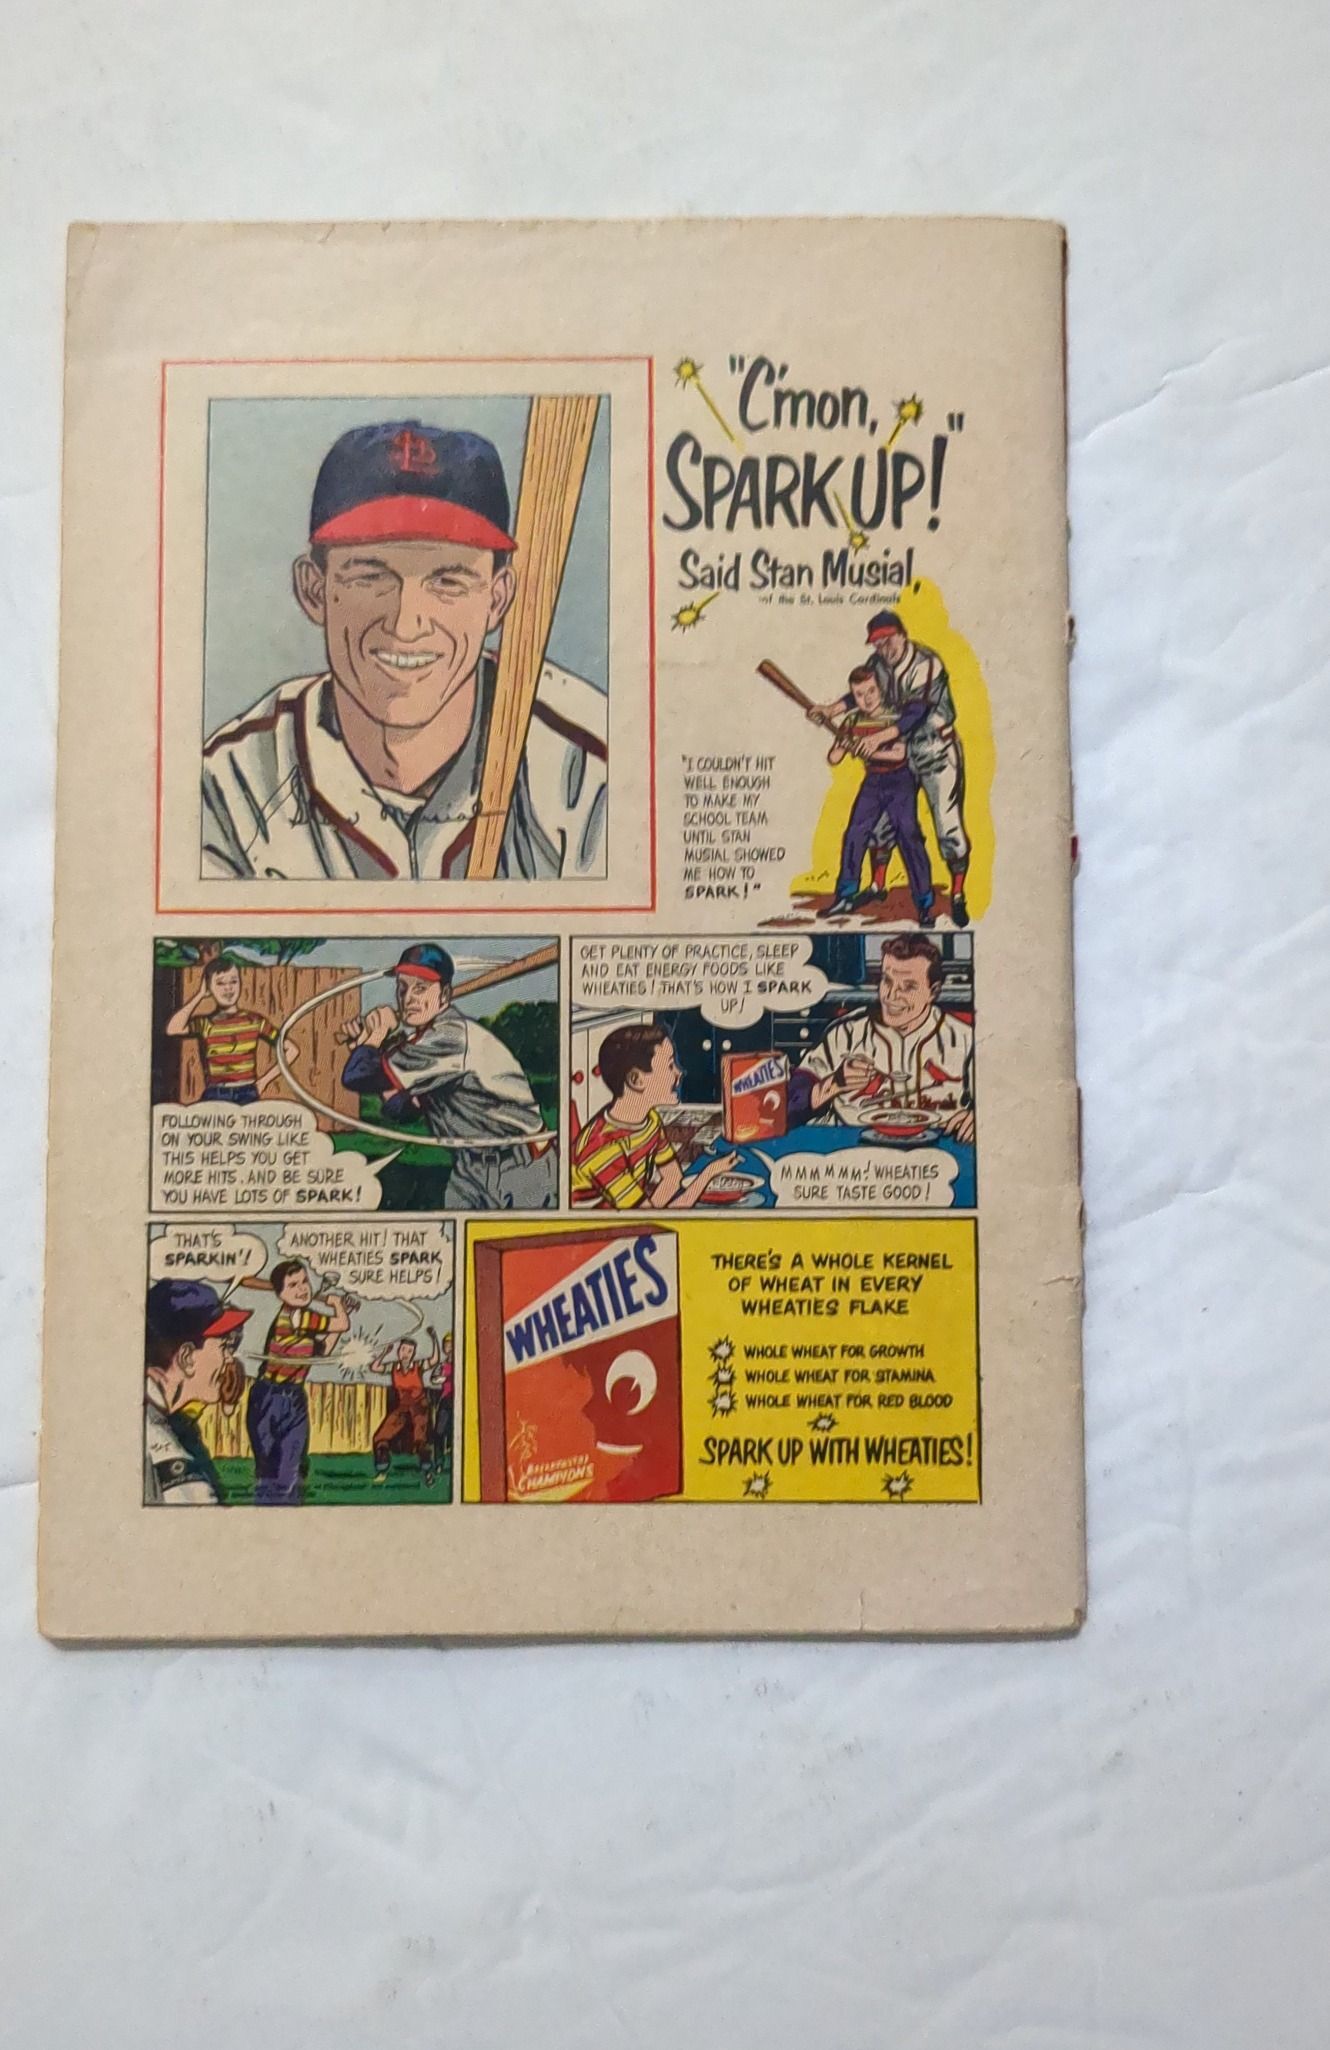 "C'mon,
SPARK UP!"
Said Stan Musial,
of the St. Louis Cardinals
StL
Stan Musial
"I COULDN'T HIT
WELL ENOUGH
TO MAKE MY
SCHOOL TEAM
UNTIL STAN
MUSIAL SHOWED
ME HOW TO
SPARK!"
FOLLOWING THROUGH
ON YOUR SWING LIKE
THIS HELPS YOU GET
MORE HITS. AND BE SURE
YOU HAVE LOTS OF SPARK!
GET PLENTY OF PRACTICE, SLEEP
AND EAT ENERGY FOODS LIKE
WHEATIES! THAT'S HOW I SPARK
UP!
WHEATIES
MMMMMM! WHEATIES
SURE TASTE GOOD!
THAT'S
SPARKIN'!
ANOTHER HIT! THAT
WHEATIES SPARK
SURE HELPS!
WHEATIES
BREAKFAST OF
CHAMPIONS
THERE'S A WHOLE KERNEL
OF WHEAT IN EVERY
WHEATIES FLAKE
WHOLE WHEAT FOR GROWTH
WHOLE WHEAT FOR STAMINA
WHOLE WHEAT FOR RED BLOOD
SPARK UP WITH WHEATIES!